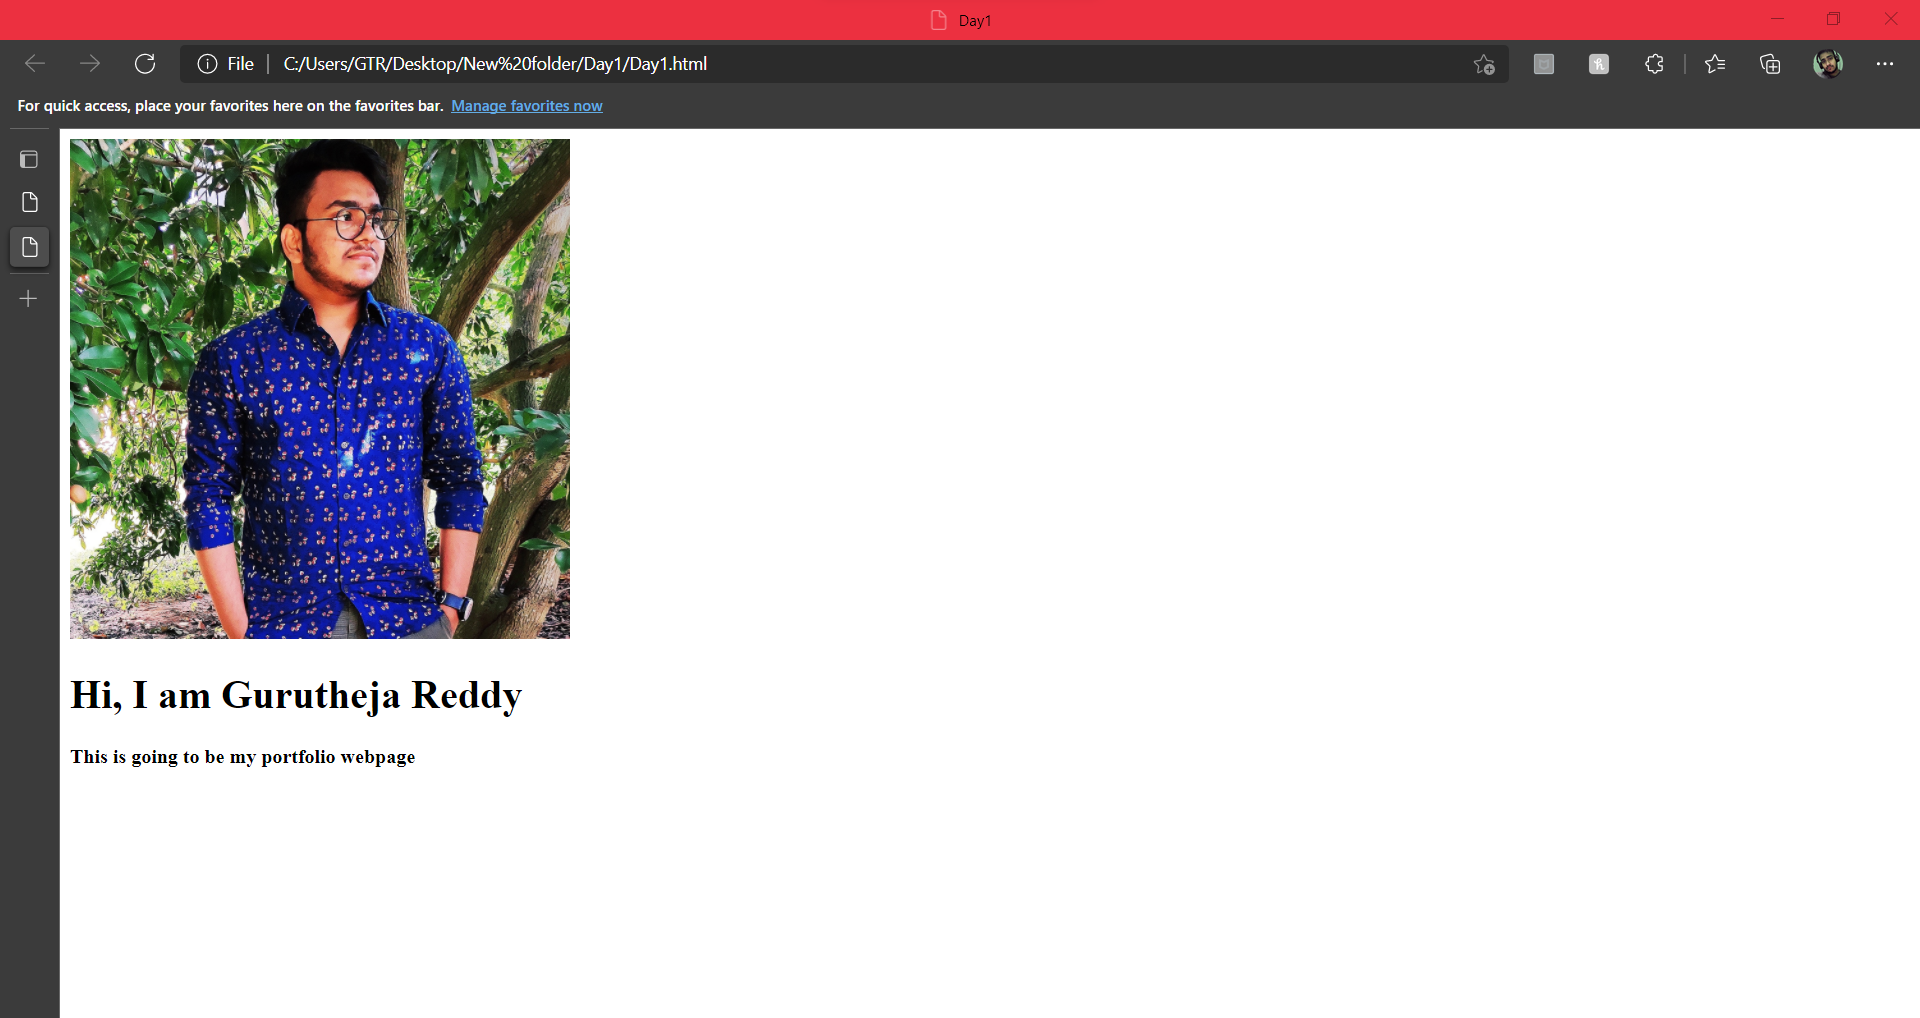 Day1
File
C:/Users/GTR/Desktop/New%20folder/Day1/Day1.html
For quick access, place your favorites here on the favorites bar. Manage favorites now
Hi, I am Gurutheja Reddy
This is going to be my portfolio webpage